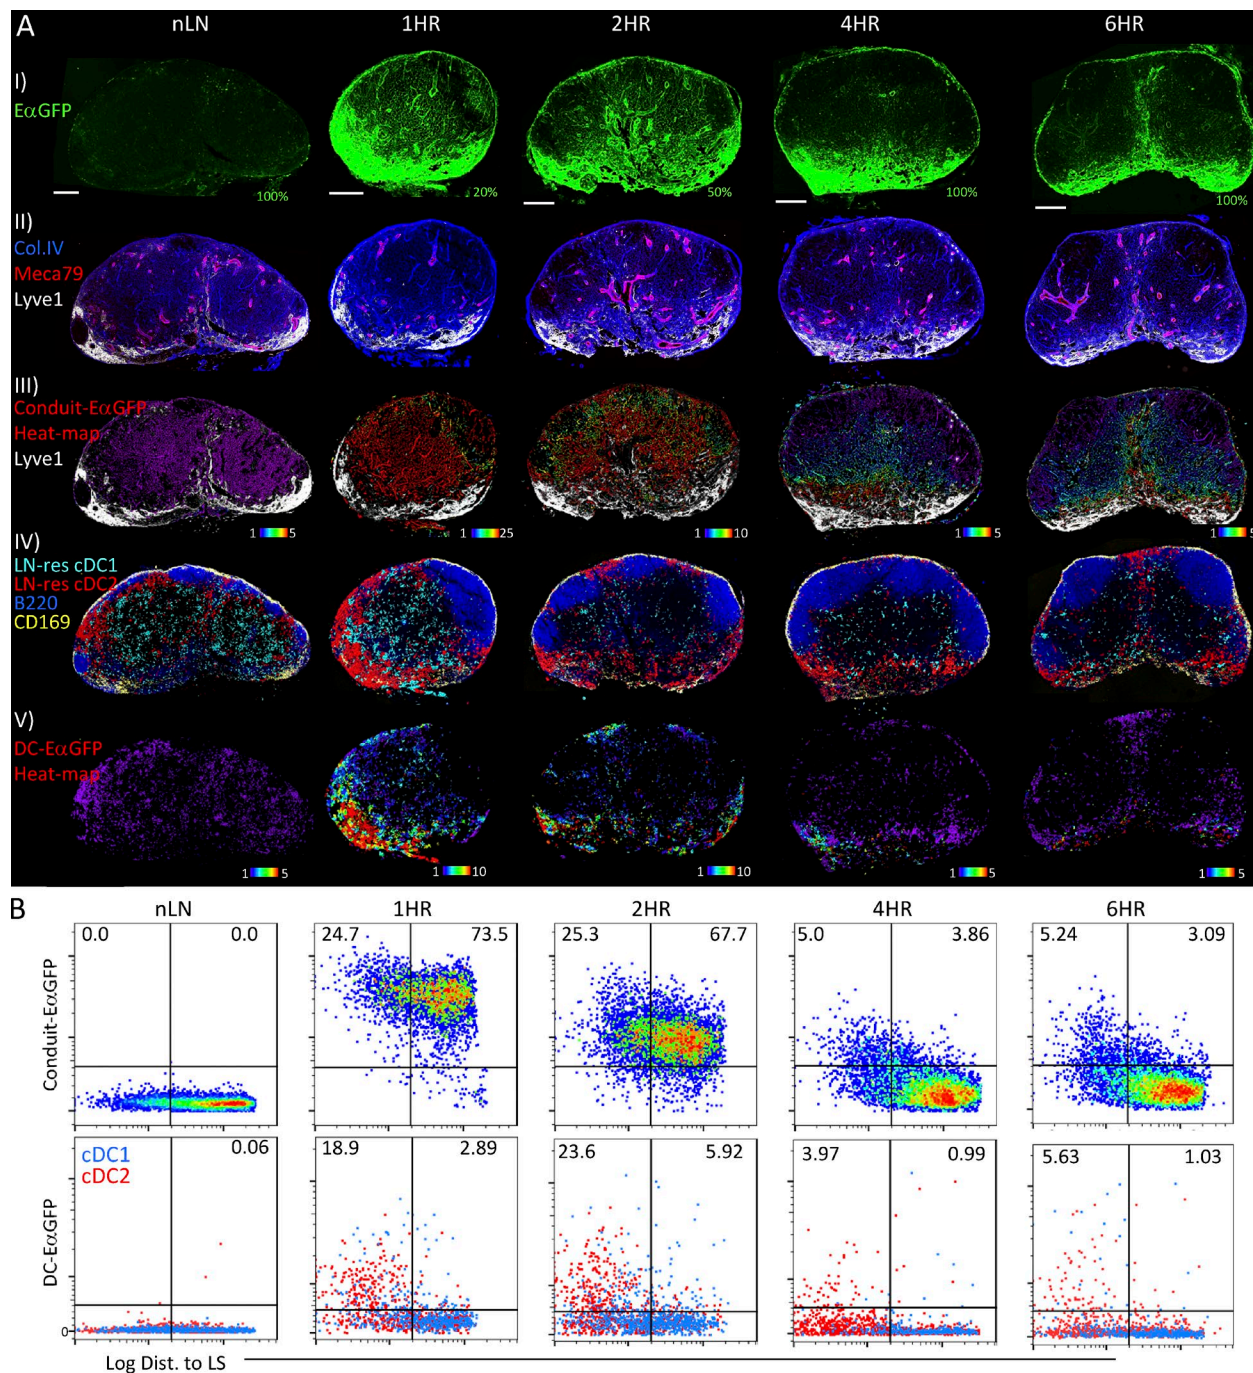 A nLN 1HR 2HR 4HR 6HR
I)
EαGFP
100% 20% 50% 100% 100%
II)
Col.IV
Meca79
Lyve1
III)
Conduit-EαGFP
Heat-map
Lyve1
1 5 1 25 1 10 1 5 1 5
IV)
LN-res cDC1
LN-res cDC2
B220
CD169
V)
DC-EαGFP
Heat-map
1 5 1 10 1 10 1 5 1 5
B nLN 1HR 2HR 4HR 6HR
Conduit-EαGFP
0.0 0.0 24.7 73.5 25.3 67.7 5.0 3.86 5.24 3.09
DC-EαGFP
cDC1
cDC2
0.06 18.9 2.89 23.6 5.92 3.97 0.99 5.63 1.03
0
Log Dist. to LS